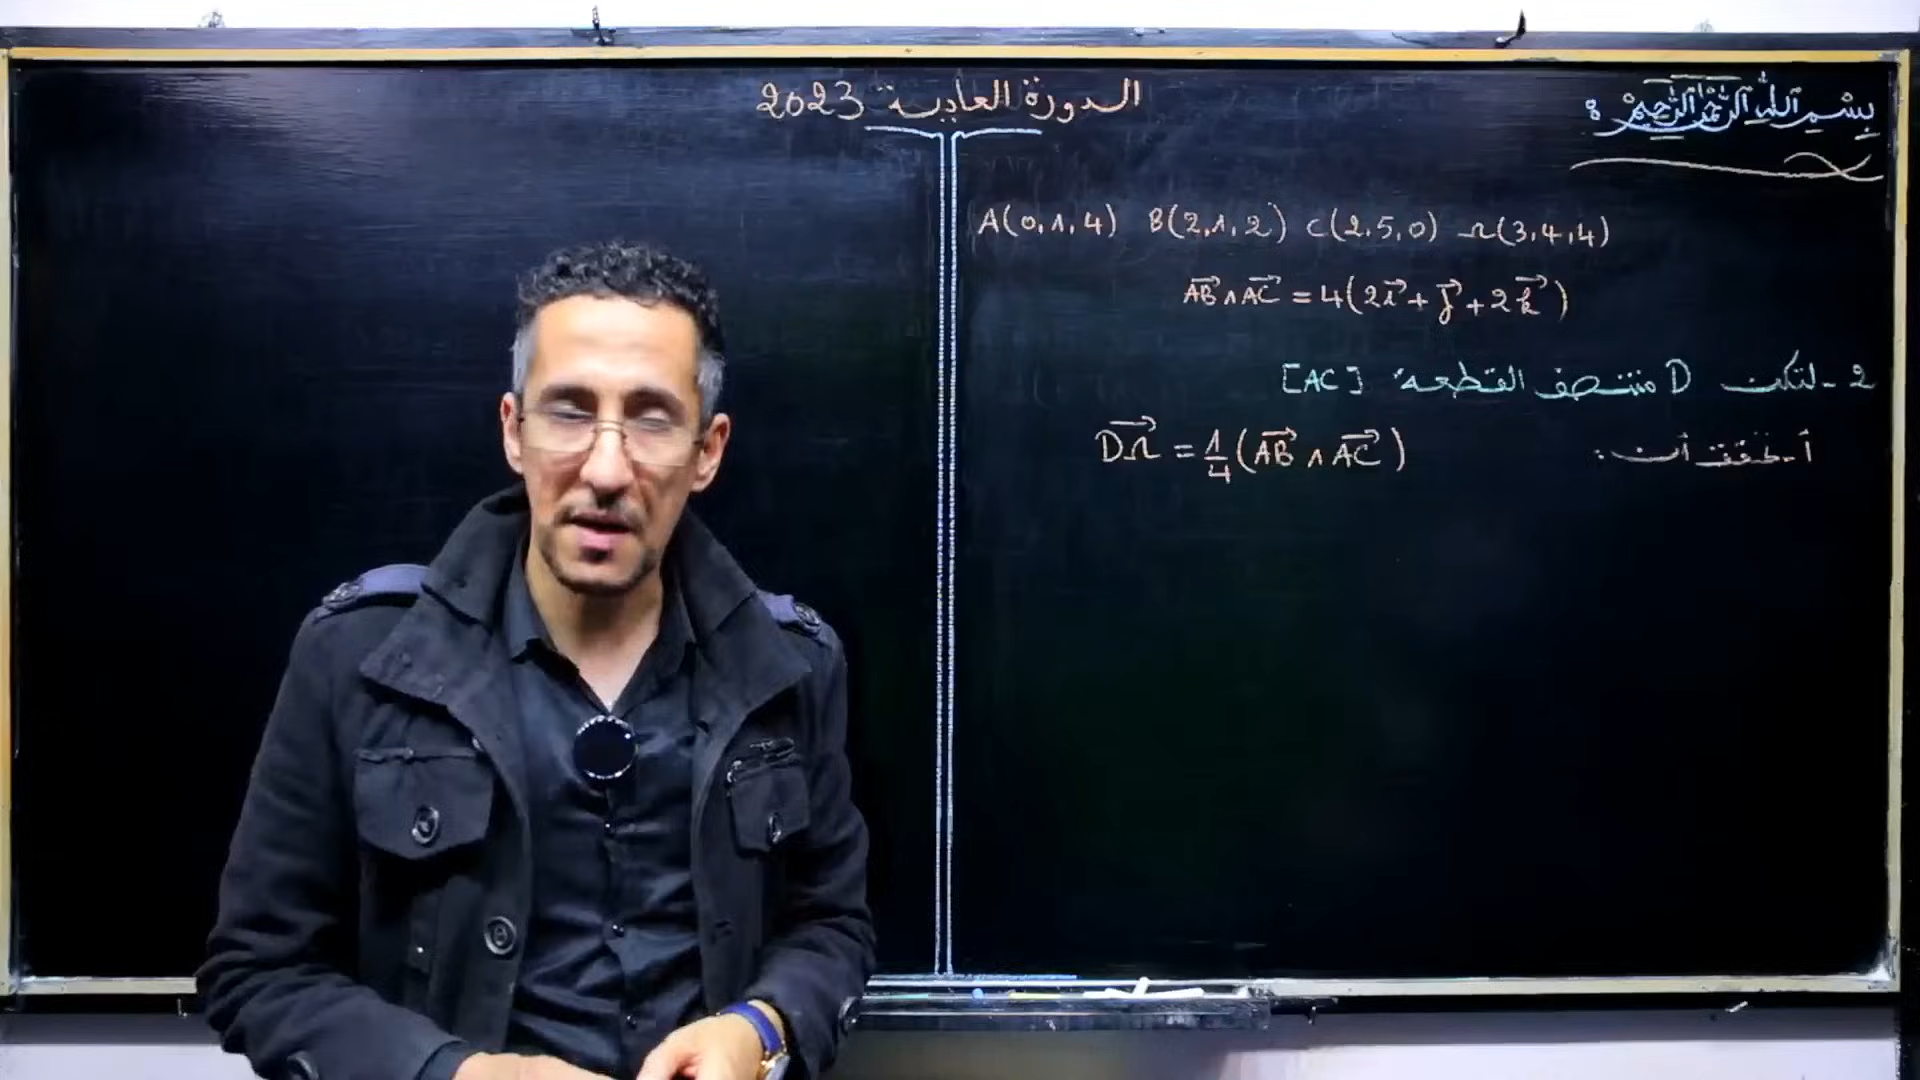 الدورة العادية 2023
بسم الله الرحمن الرحيم :
A(0,1,4) B(2,1,2) C(2,5,0) Ω(3,4,4)
AB⃗ ∧ AC⃗ = 4(2i⃗ + j⃗ + 2k⃗)
2 - لتكن D منتصف القطعة [AC]
أ - تحقق أن : DΩ⃗ = 1/4 (AB⃗ ∧ AC⃗)